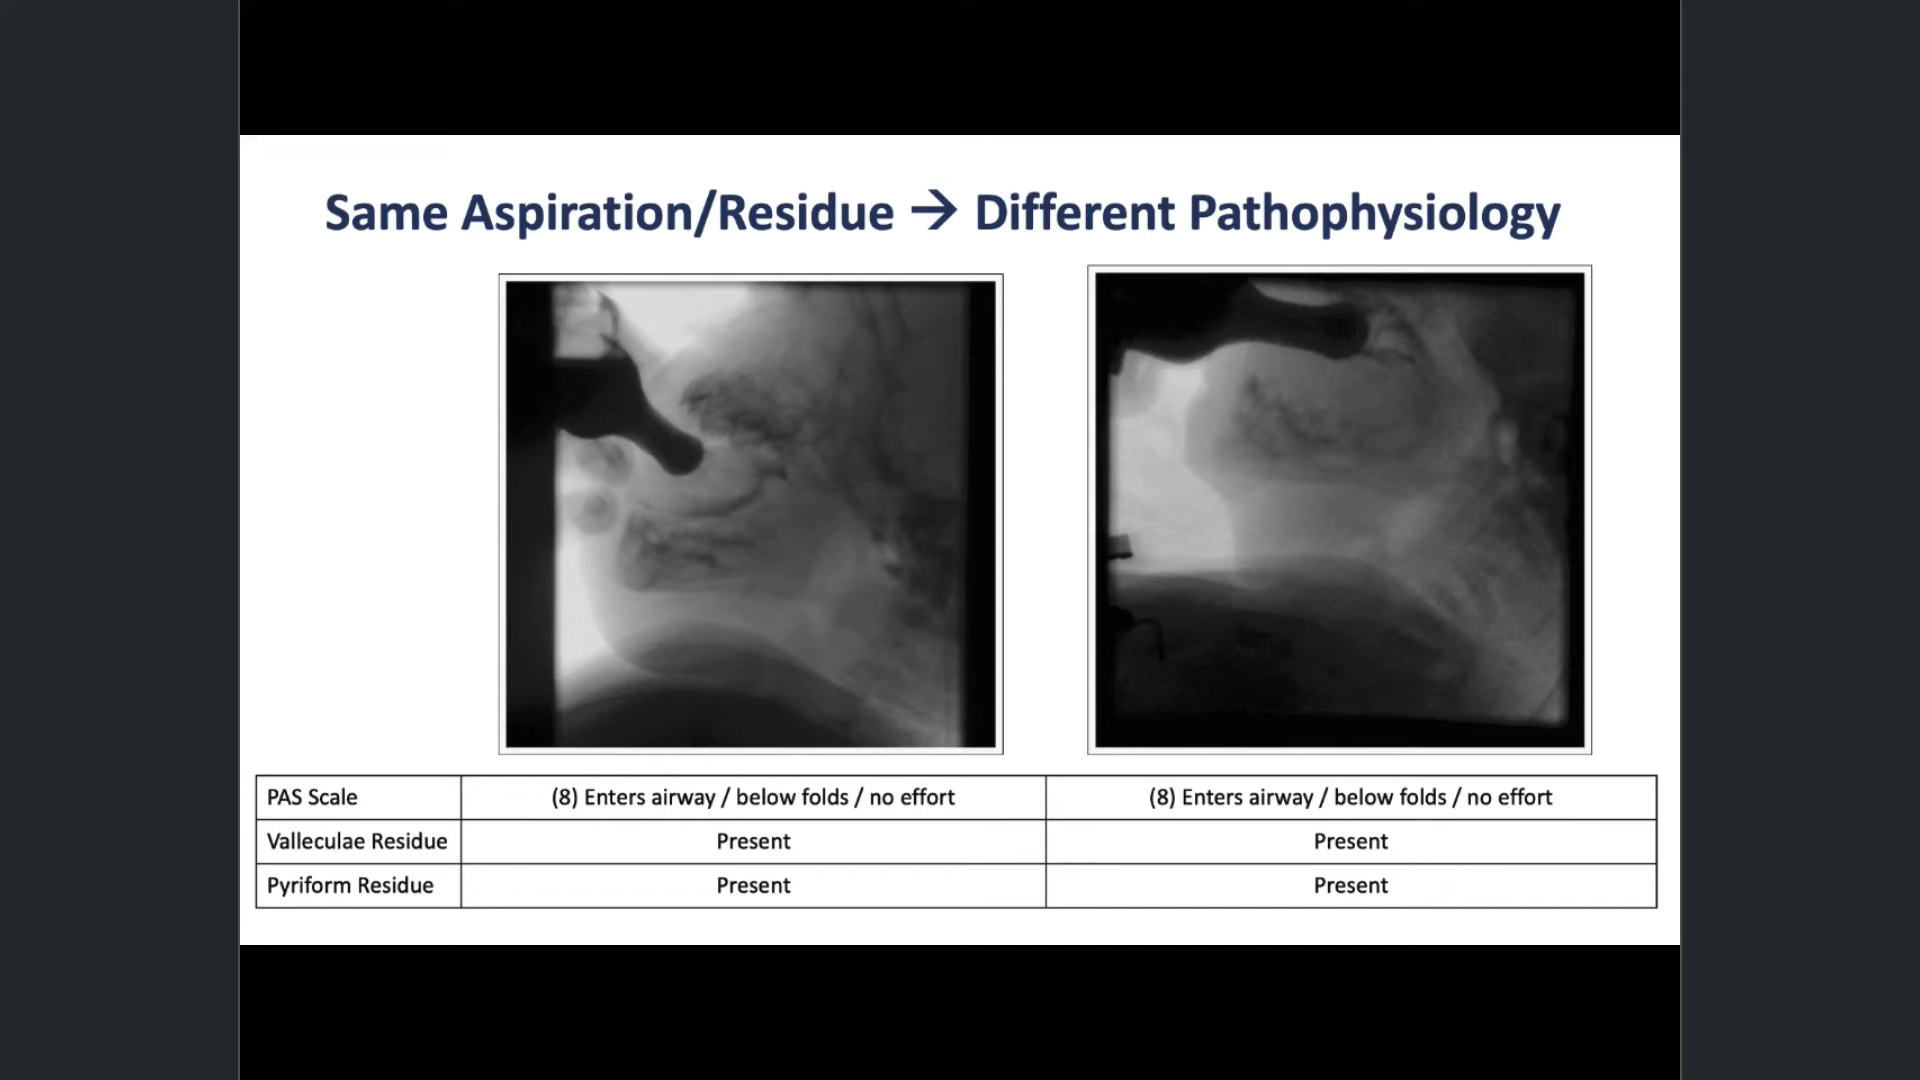 Same Aspiration/Residue → Different Pathophysiology
PAS Scale (8) Enters airway / below folds / no effort (8) Enters airway / below folds / no effort
Valleculae Residue Present Present
Pyriform Residue Present Present